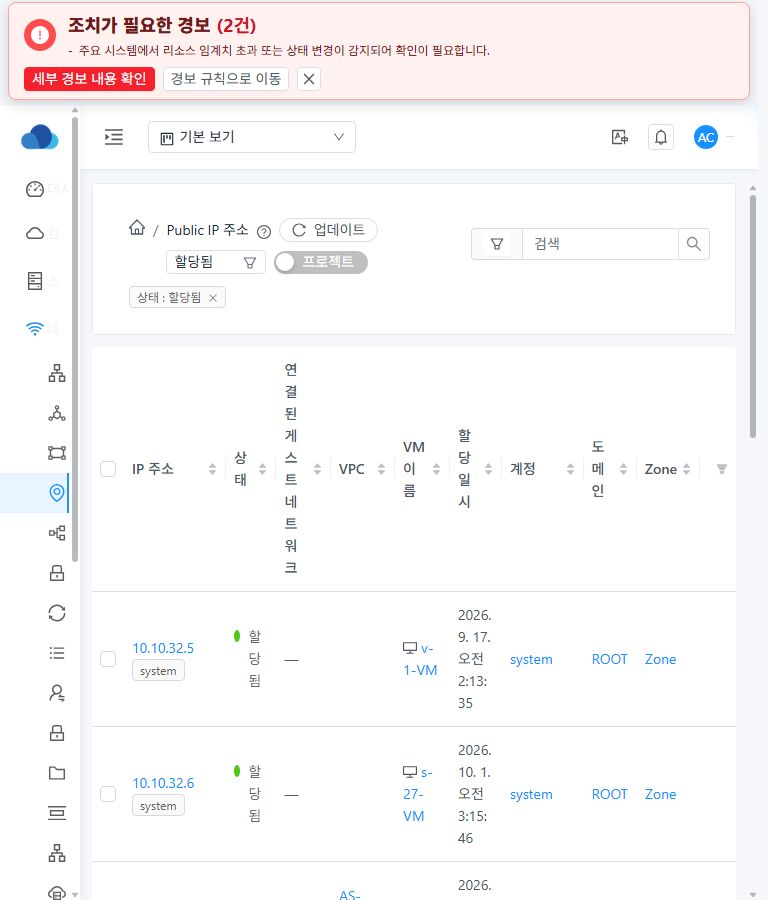 조치가 필요한 경보 (2건)
- 주요 시스템에서 리소스 임계치 초과 또는 상태 변경이 감지되어 확인이 필요합니다.
세부 경보 내용 확인 경보 규칙으로 이동
기본 보기
AC
/ Public IP 주소 업데이트
할당됨 프로젝트
검색
상태 : 할당됨
IP 주소
상태
연결된 게스트 네트워크
VPC
VM 이름
할당 일시
계정
도메인
Zone
10.10.32.5
system
할당됨
—
v-1-VM
2026. 9. 17. 오전 2:13:35
system
ROOT
Zone
10.10.32.6
system
할당됨
—
s-27-VM
2026. 10. 1. 오전 3:15:46
system
ROOT
Zone
AS-
2026.